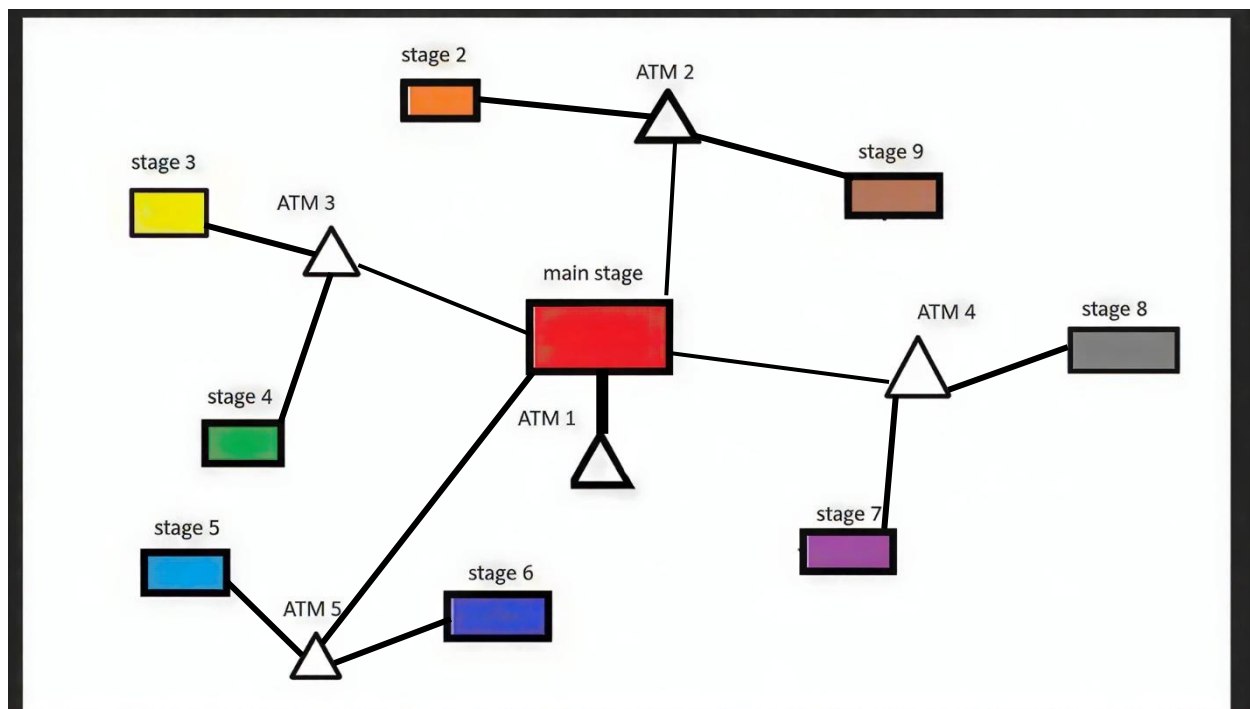 stage 2
ATM 2
stage 9
stage 3
ATM 3
main stage
ATM 4
stage 8
stage 4
ATM 1
stage 7
stage 5
stage 6
ATM 5